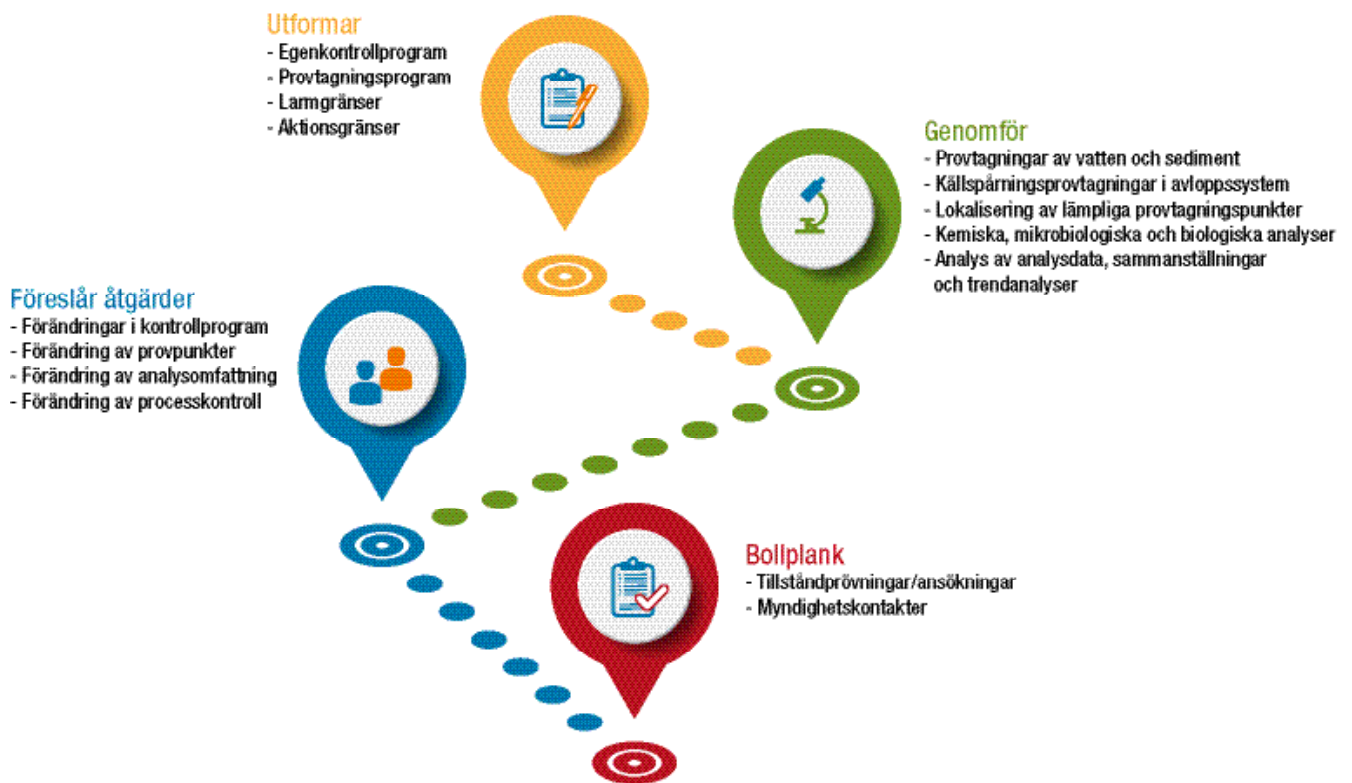 Utformar
- Egenkontrollprogram
- Provtagningsprogram
- Larmgränser
- Aktionsgränser
Genomför
- Provtagningar av vatten och sediment
- Källspårningsprovtagningar i avloppssystem
- Lokalisering av lämpliga provtagningspunkter
- Kemiska, mikrobiologiska och biologiska analyser
- Analys av analysdata, sammanställningar
och trendanalyser
Föreslår åtgärder
- Förändringar i kontrollprogram
- Förändring av provpunkter
- Förändring av analysomfattning
- Förändring av processkontroll
Bollplank
- Tillståndprövningar/ansökningar
- Myndighetskontakter